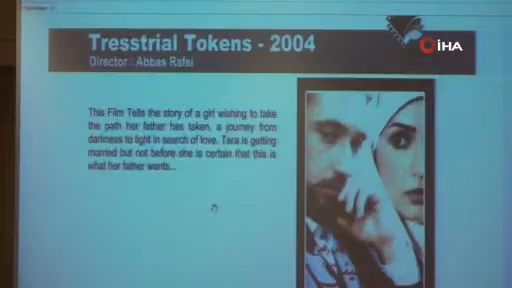 Tresstrial Tokens - 2004
Director : Abbas Rafei
İHA
This Film Tells the story of a girl wishing to take
the path her father has taken, a journey from
darkness to light in search of love. Tara is getting
married but not before she is certain that this is
what her father wants...